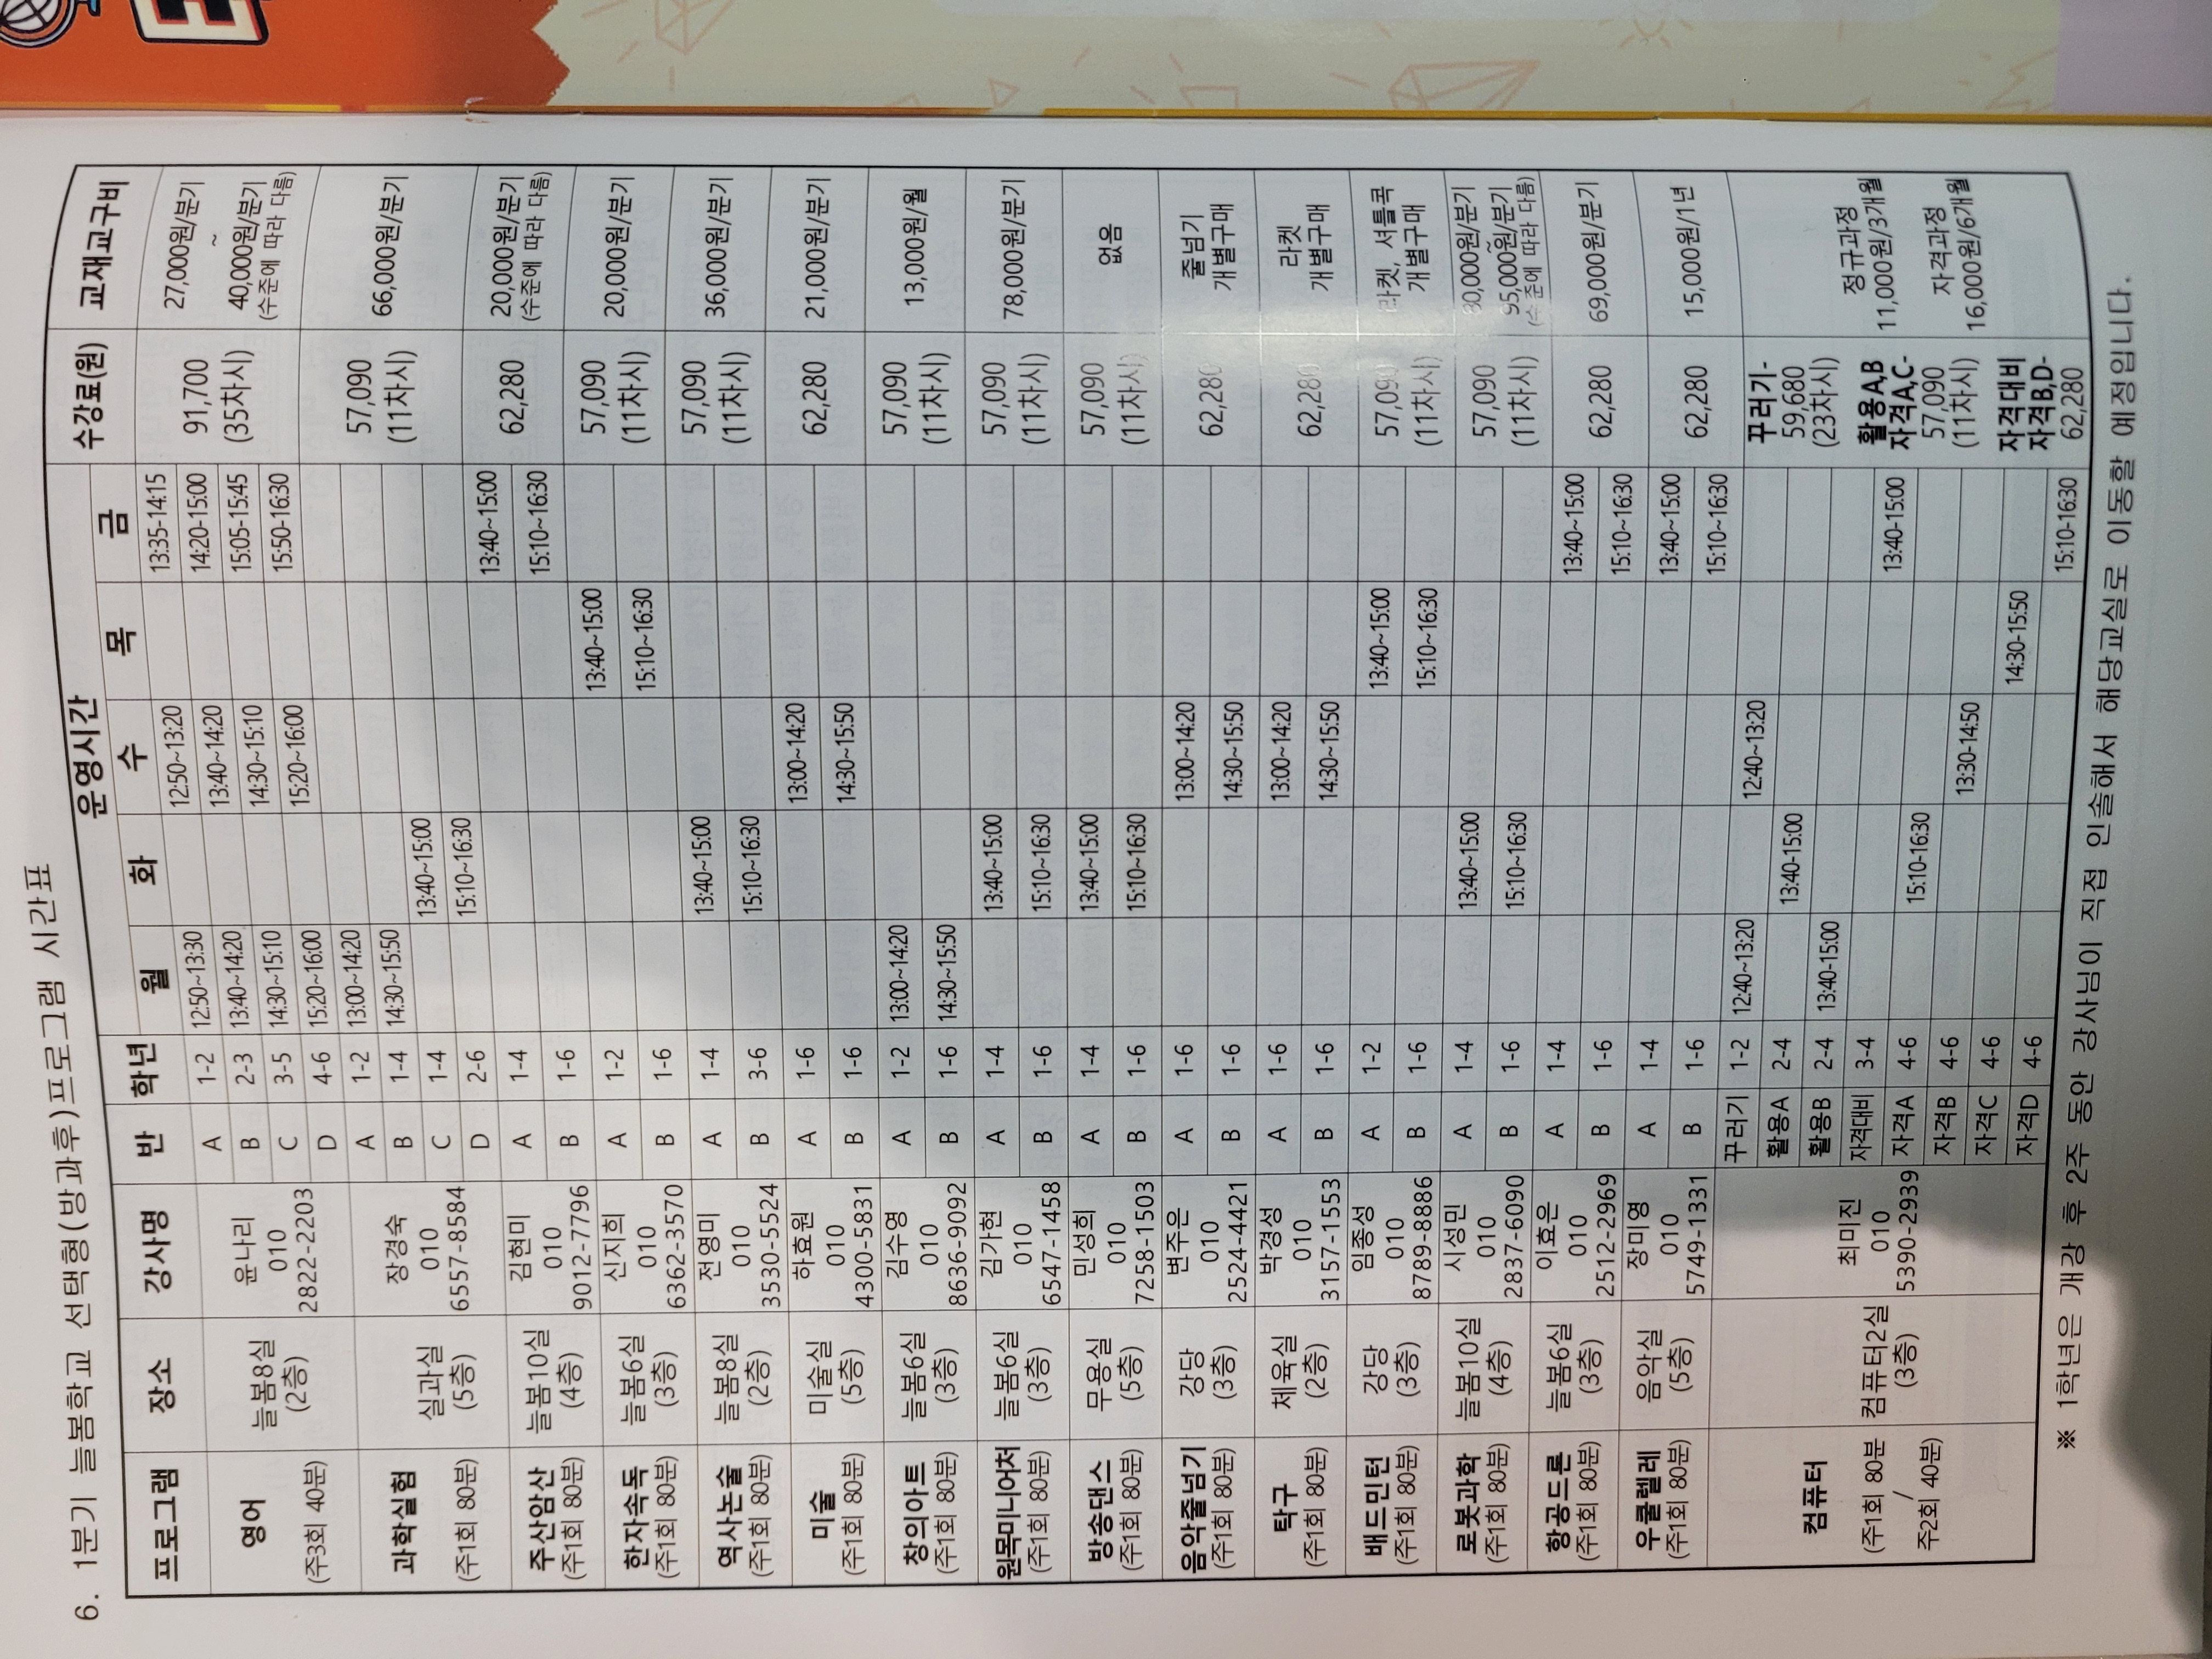 6. 1분기 늘봄학교 선택형(방과후)프로그램 시간표
프로그램 장소 강사명 반 학년 운영시간 수강료(원) 교재교구비
월 화 수 목 금
영어 (주3회 40분) 늘봄8실 (2층) 윤나리 010 2822-2203
A 1-2 12:50~13:30 12:50~13:20 13:35-14:15
B 2-3 13:40~14:20 13:40~14:20 14:20-15:00
C 3-5 14:30~15:10 14:30~15:10 15:05-15:45
D 4-6 15:20~16:00 15:20~16:00 15:50-16:30
91,700 (35차시) 27,000원/분기 ~ 40,000원/분기 (수준에 따라 다름)
과학실험 (주1회 80분) 실과실 (5층) 장경숙 010 6557-8584
A 1-2 13:00~14:20
B 1-4 14:30~15:50
C 1-4 13:40~15:00
D 2-6 15:10~16:30
57,090 (11차시) 66,000원/분기
주산암산 (주1회 80분) 늘봄10실 (4층) 김현미 010 9012-7796
A 1-4 13:40~15:00
B 1-6 15:10~16:30
62,280 20,000원/분기 (수준에 따라 다름)
한자속독 (주1회 80분) 늘봄6실 (3층) 신지희 010 6362-3570
A 1-2 13:40~15:00
B 1-6 15:10~16:30
57,090 (11차시) 20,000원/분기
역사논술 (주1회 80분) 늘봄8실 (2층) 전영미 010 3530-5524
A 1-4 13:40~15:00
B 3-6 15:10~16:30
57,090 (11차시) 36,000원/분기
미술 (주1회 80분) 미술실 (5층) 하효원 010 4300-5831
A 1-6 13:00~14:20
B 1-6 14:30~15:50
62,280 21,000원/분기
창의아트 (주1회 80분) 늘봄6실 (3층) 김수영 010 8636-9092
A 1-2 13:00~14:20
B 1-6 14:30~15:50
57,090 (11차시) 13,000원/월
원목미니어처 (주1회 80분) 늘봄6실 (3층) 김가현 010 6547-1458
A 1-4 13:40~15:00
B 1-6 15:10~16:30
57,090 (11차시) 78,000원/분기
방송댄스 (주1회 80분) 무용실 (5층) 민성희 010 7258-1503
A 1-4 13:40~15:00
B 1-6 15:10~16:30
57,090 (11차시) 없음
음악줄넘기 (주1회 80분) 강당 (3층) 변주은 010 2524-4421
A 1-6 13:00~14:20
B 1-6 14:30~15:50
62,280 줄넘기 개별구매
탁구 (주1회 80분) 체육실 (2층) 박경성 010 3157-1553
A 1-6 13:00~14:20
B 1-6 14:30~15:50
62,280 라켓 개별구매
배드민턴 (주1회 80분) 강당 (3층) 임종성 010 8789-8886
A 1-2 13:40~15:00
B 1-6 15:10~16:30
57,090 (11차시) 라켓, 셔틀콕 개별구매
로봇과학 (주1회 80분) 늘봄10실 (4층) 시성민 010 2837-6090
A 1-4 13:40~15:00
B 1-6 15:10~16:30
57,090 (11차시) ~ 95,000원/분기 (수준에 따라 다름)
항공드론 (주1회 80분) 늘봄6실 (3층) 이효은 010 2512-2969
A 1-4 13:40~15:00
B 1-6 15:10~16:30
62,280 69,000원/분기
우쿨렐레 (주1회 80분) 음악실 (5층) 장미영 010 5749-1331
A 1-4 13:40~15:00
B 1-6 15:10~16:30
62,280 15,000원/1년
컴퓨터 (주1회 80분 / 주2회 40분) 컴퓨터2실 (3층) 최미진 010 5390-2939
꾸러기 1-2 12:40~13:20 12:40~13:20
활용A 2-4 13:40-15:00
활용B 2-4 13:40-15:00
자격대비 3-4 13:40-15:00
자격A 4-6 15:10-16:30
자격B 4-6 13:30-14:50
자격C 4-6 14:30-15:50
자격D 4-6 15:10-16:30
꾸러기- 59,680 (23차시)
활용A,B 자격A,C- 57,090 (11차시)
자격대비 자격B,D- 62,280
정규과정 11,000원/3개월
자격과정 16,000원/6개월
※ 1학년은 개강 후 2주 동안 강사님이 직접 인솔해서 해당교실로 이동할 예정입니다.